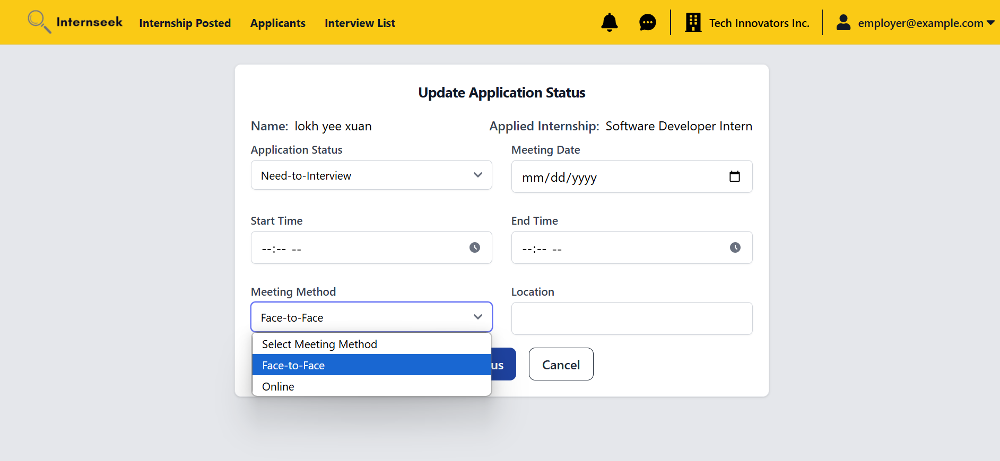 Internseek Internship Posted Applicants Interview List Tech Innovators Inc. employer@example.com
Update Application Status
Name: lokh yee xuan Applied Internship: Software Developer Intern
Application Status Meeting Date
Need-to-Interview mm/dd/yyyy
Start Time End Time
--:-- -- --:-- --
Meeting Method Location
Face-to-Face
Select Meeting Method
Face-to-Face us Cancel
Online